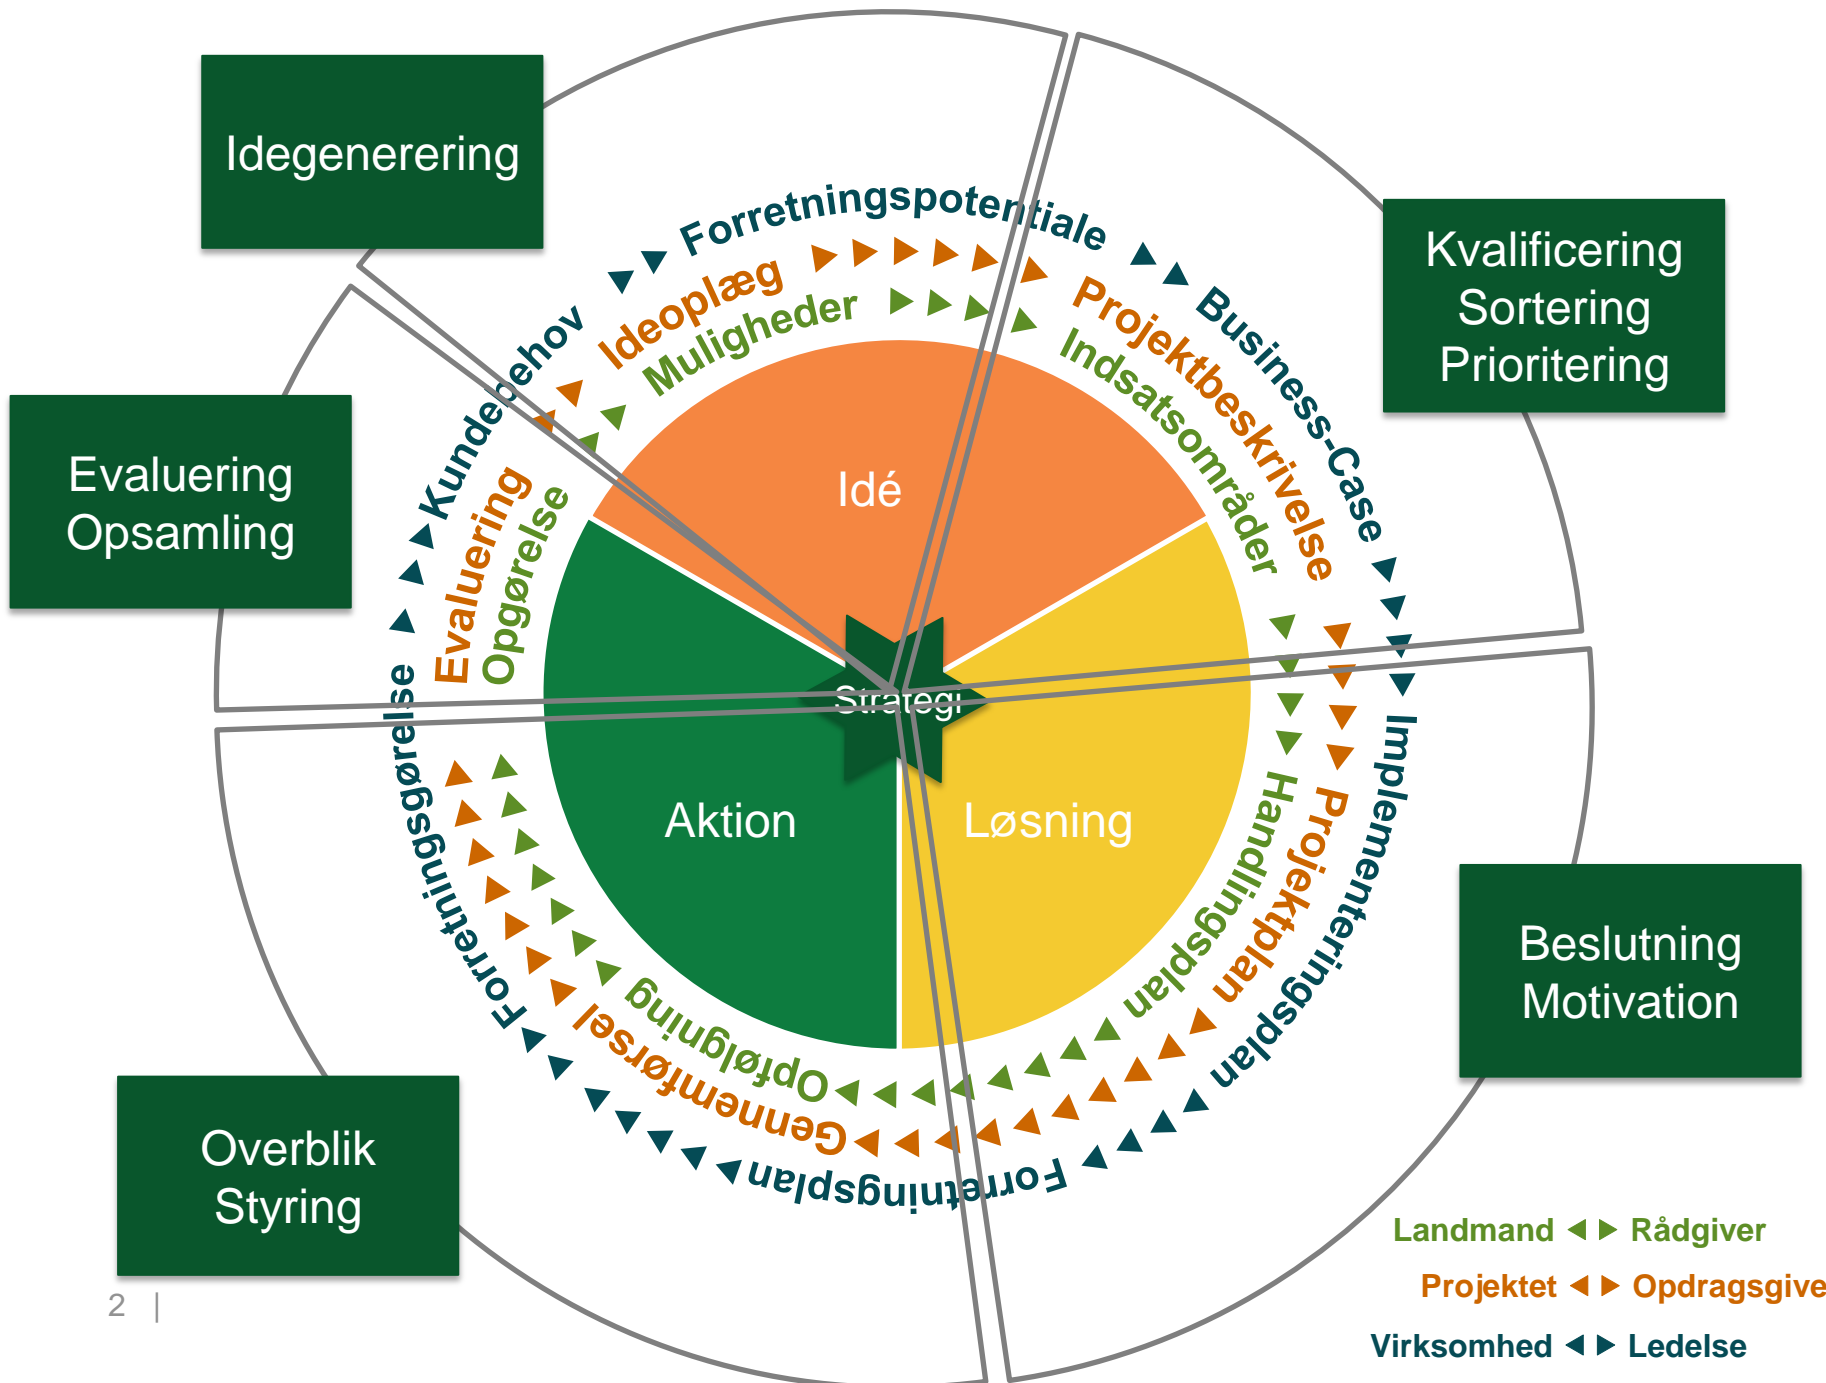 Idegenerering
Kvalificering
Sortering
Prioritering
Evaluering
Opsamling
Beslutning
Motivation
Overblik
Styring
Kundebehov
Forretningspotentiale
Business-Case
Implementeringsplan
Forretningsplan
Forretningsgørelse
Ideoplæg
Projektbeskrivelse
Projektplan
Gennemførsel
Evaluering
Muligheder
Indsatsområder
Handlingsplan
Opfølgning
Opgørelse
Idé
Løsning
Aktion
Strategi
Landmand Rådgiver
Projektet Opdragsgive
Virksomhed Ledelse
2 |